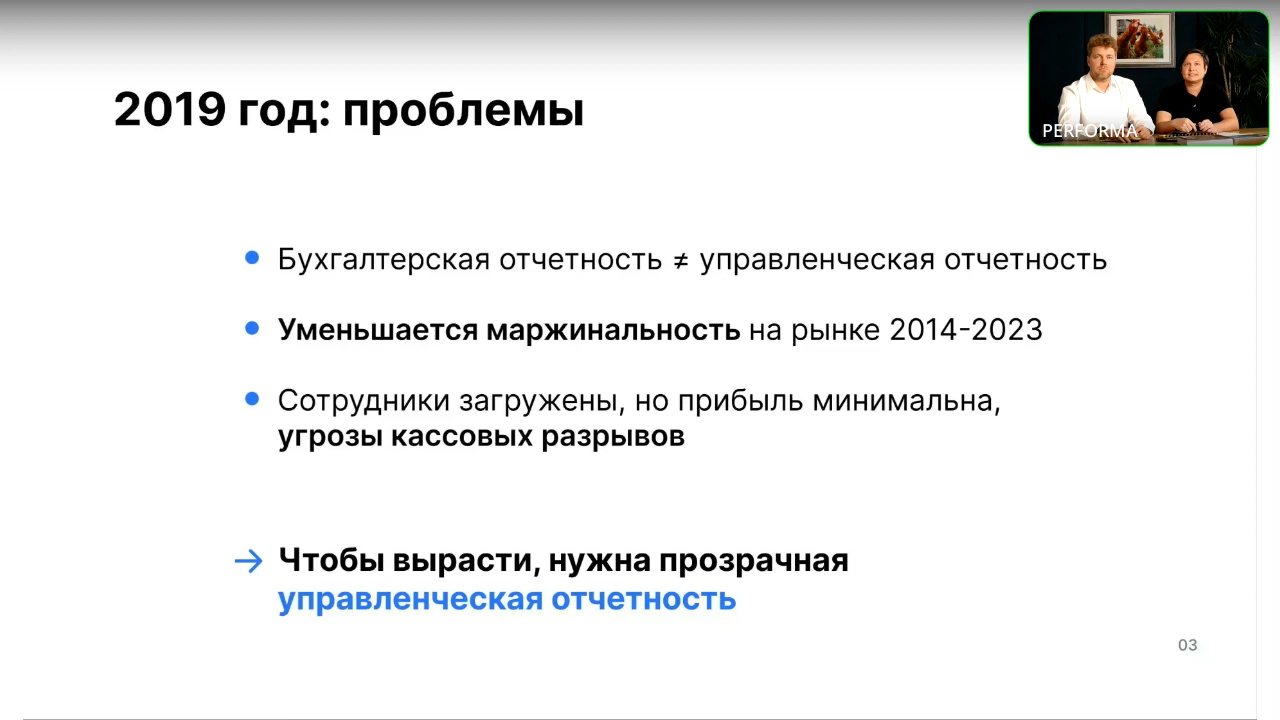 2019 год: проблемы
PERFORMA
Бухгалтерская отчетность ≠ управленческая отчетность
Уменьшается маржинальность на рынке 2014-2023
Сотрудники загружены, но прибыль минимальна,
угрозы кассовых разрывов
Чтобы вырасти, нужна прозрачная
управленческая отчетность
03